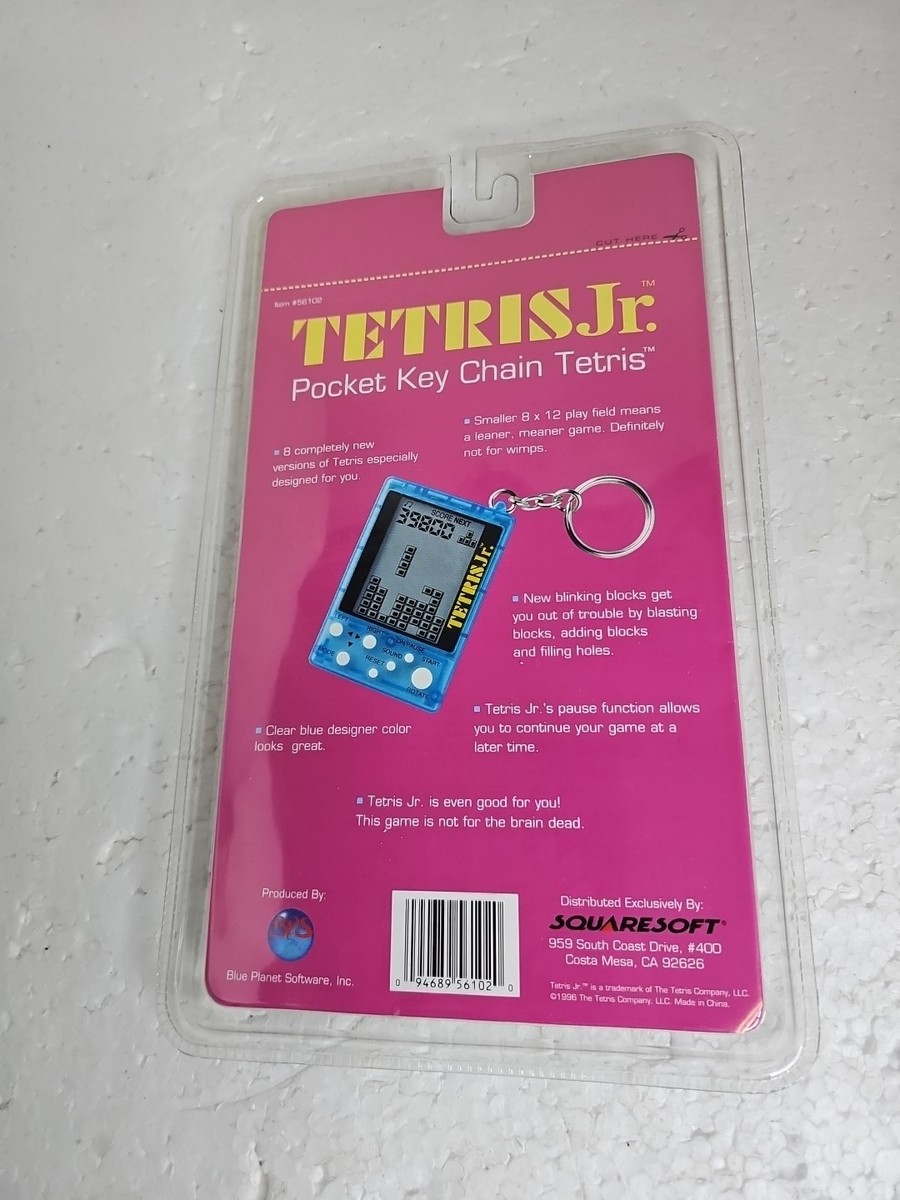 CUT HERE
Item #56102
TETRIS Jr.™
Pocket Key Chain Tetris™
8 completely new
versions of Tetris especially
designed for you.
Smaller 8 x 12 play field means
a leaner, meaner game. Definitely
not for wimps.
SCORE NEXT
39800
TETRIS Jr.
LEFT
RIGHT
ON/PAUSE
MODE
SOUND
START
RESET
ROTATE
New blinking blocks get
you out of trouble by blasting
blocks, adding blocks
and filling holes.
Clear blue designer color
looks great.
Tetris Jr.'s pause function allows
you to continue your game at a
later time.
Tetris Jr. is even good for you!
This game is not for the brain dead.
Produced By:
BPS
Blue Planet Software, Inc.
0 94689 56102 0
Distributed Exclusively By:
SQUARESOFT®
959 South Coast Drive, #400
Costa Mesa, CA 92626
Tetris Jr.™ is a trademark of The Tetris Company, LLC.
©1996 The Tetris Company, LLC. Made in China.